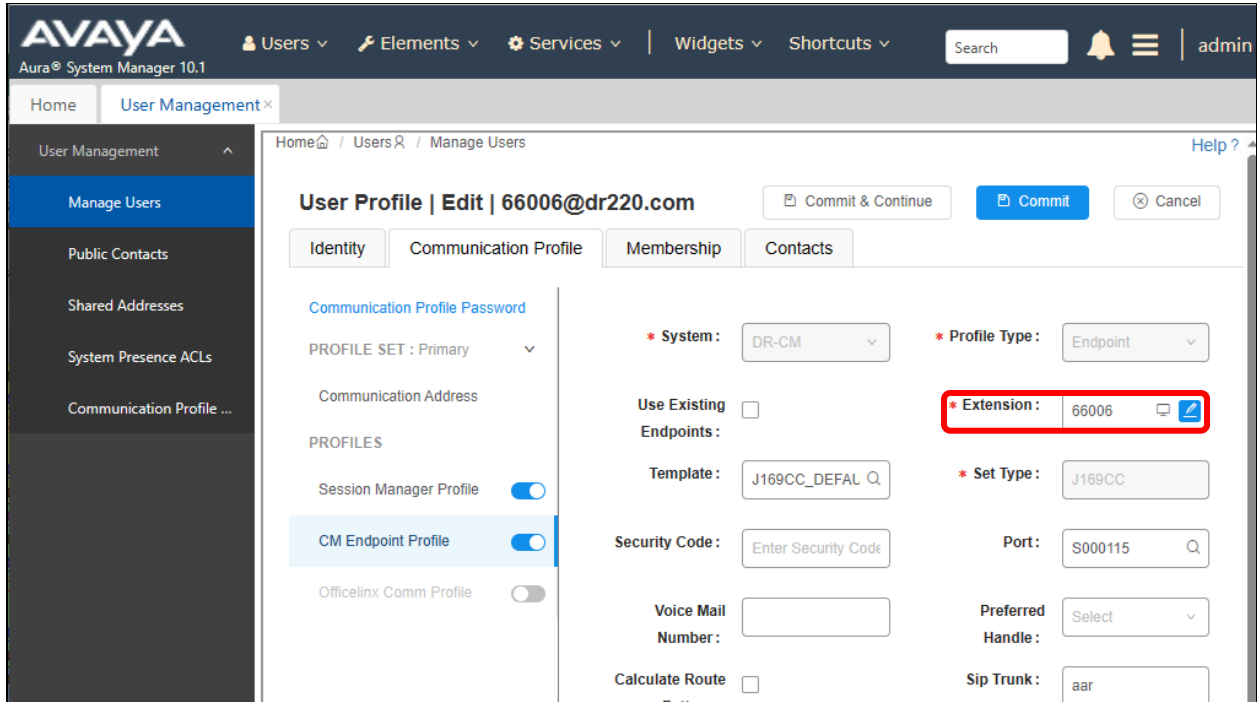 AVAYA
Aura® System Manager 10.1
Users Elements Services | Widgets Shortcuts Search admin
Home User Management ×
User Management
Manage Users
Public Contacts
Shared Addresses
System Presence ACLs
Communication Profile ...
Home / Users / Manage Users
Help ?
User Profile | Edit | 66006@dr220.com Commit & Continue Commit Cancel
Identity Communication Profile Membership Contacts
Communication Profile Password
PROFILE SET : Primary
Communication Address
PROFILES
Session Manager Profile
CM Endpoint Profile
Officelinx Comm Profile
* System : DR-CM * Profile Type : Endpoint
Use Existing Endpoints : * Extension : 66006
Template : J169CC_DEFAU * Set Type : J169CC
Security Code : Enter Security Code Port : S000115
Voice Mail Number : Preferred Handle : Select
Calculate Route Sip Trunk : aar